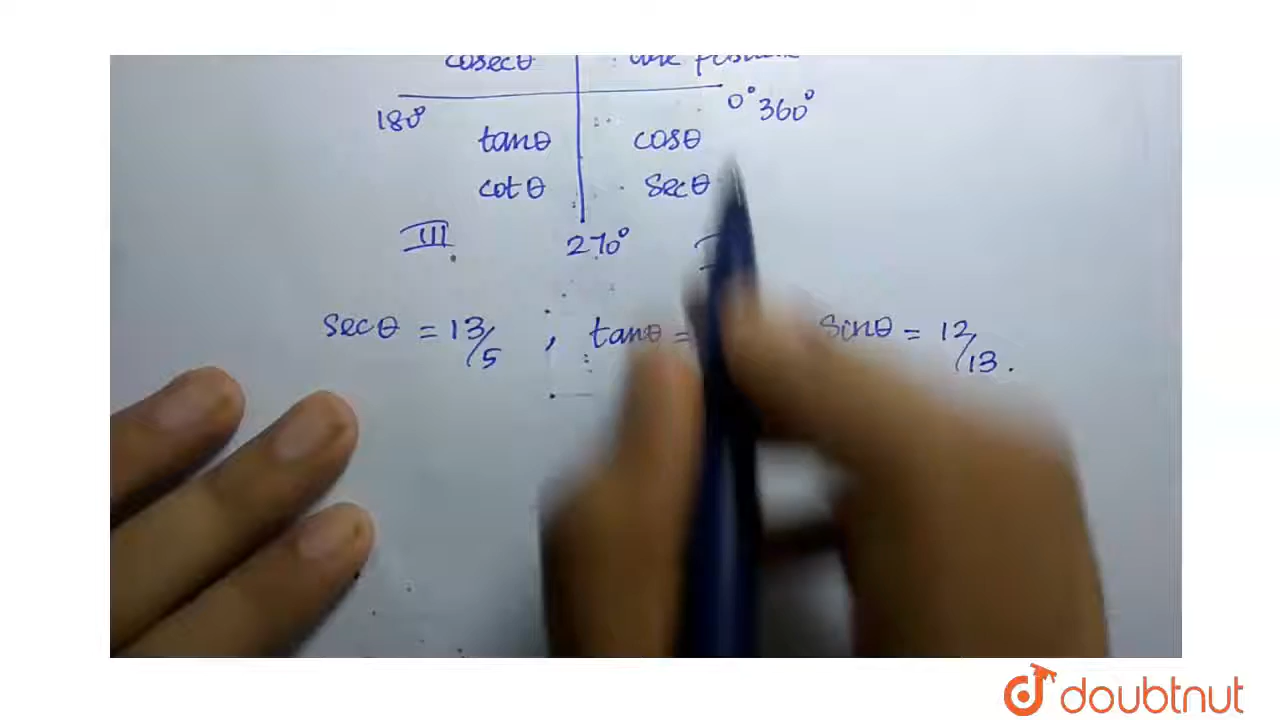 cosecθ
180° 0° 360°
tanθ cosθ
cotθ secθ
III 270°
secθ = 13/5 , tanθ = sinθ = 12/13.
doubtnut